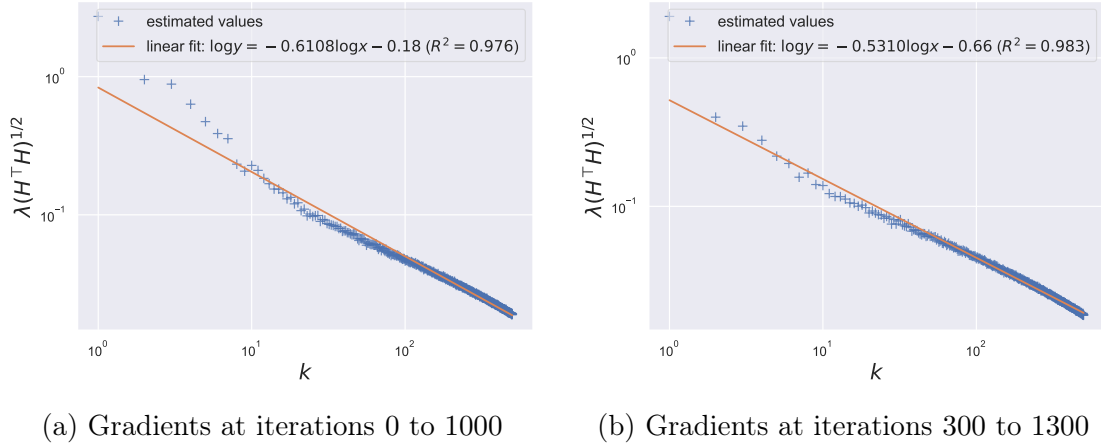 estimated values
linear fit: logy = −0.6108logx − 0.18 (R² = 0.976)
10⁰
10⁻¹
λ(H⊤H)^{1/2}
10⁰ 10¹ 10²
k
(a) Gradients at iterations 0 to 1000
estimated values
linear fit: logy = −0.5310logx − 0.66 (R² = 0.983)
10⁰
10⁻¹
λ(H⊤H)^{1/2}
10⁰ 10¹ 10²
k
(b) Gradients at iterations 300 to 1300